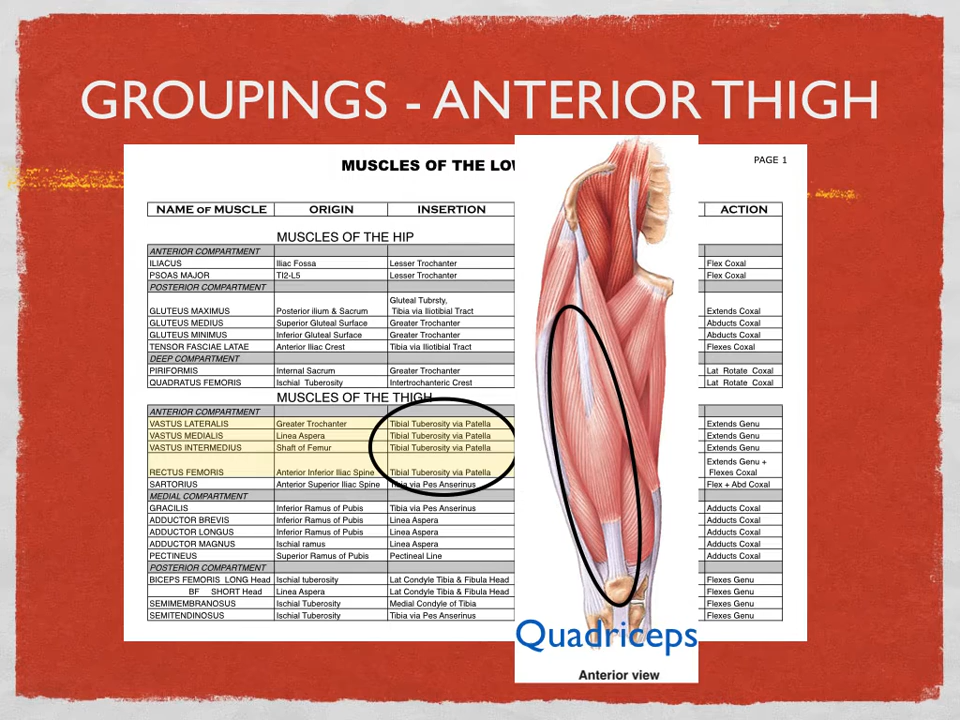 GROUPINGS - ANTERIOR THIGH
MUSCLES OF THE LOW
PAGE 1
NAME OF MUSCLE ORIGIN INSERTION ACTION
MUSCLES OF THE HIP
ANTERIOR COMPARTMENT
ILIACUS Iliac Fossa Lesser Trochanter Flex Coxal
PSOAS MAJOR TI2-L5 Lesser Trochanter Flex Coxal
POSTERIOR COMPARTMENT
Gluteal Tubrsty,
GLUTEUS MAXIMUS Posterior ilium & Sacrum Tibia via Iliotibial Tract Extends Coxal
GLUTEUS MEDIUS Superior Gluteal Surface Greater Trochanter Abducts Coxal
GLUTEUS MINIMUS Inferior Gluteal Surface Greater Trochanter Abducts Coxal
TENSOR FASCIAE LATAE Anterior Iliac Crest Tibia via Iliotibial Tract Flexes Coxal
DEEP COMPARTMENT
PIRIFORMIS Internal Sacrum Greater Trochanter Lat Rotate Coxal
QUADRATUS FEMORIS Ischial Tuberosity Intertrochanteric Crest Lat Rotate Coxal
MUSCLES OF THE THIGH
ANTERIOR COMPARTMENT
VASTUS LATERALIS Greater Trochanter Tibial Tuberosity via Patella Extends Genu
VASTUS MEDIALIS Linea Aspera Tibial Tuberosity via Patella Extends Genu
VASTUS INTERMEDIUS Shaft of Femur Tibial Tuberosity via Patella Extends Genu
Extends Genu +
RECTUS FEMORIS Anterior Inferior Iliac Spine Tibial Tuberosity via Patella Flexes Coxal
SARTORIUS Anterior Superior Iliac Spine Tibia via Pes Anserinus Flex + Abd Coxal
MEDIAL COMPARTMENT
GRACILIS Inferior Ramus of Pubis Tibia via Pes Anserinus Adducts Coxal
ADDUCTOR BREVIS Inferior Ramus of Pubis Linea Aspera Adducts Coxal
ADDUCTOR LONGUS Inferior Ramus of Pubis Linea Aspera Adducts Coxal
ADDUCTOR MAGNUS Ischial ramus Linea Aspera Adducts Coxal
PECTINEUS Superior Ramus of Pubis Pectineal Line Adducts Coxal
POSTERIOR COMPARTMENT
BICEPS FEMORIS LONG Head Ischial tuberosity Lat Condyle Tibia & Fibula Head Flexes Genu
BF SHORT Head Linea Aspera Lat Condyle Tibia & Fibula Head Flexes Genu
SEMIMEMBRANOSUS Ischial Tuberosity Medial Condyle of Tibia Flexes Genu
SEMITENDINOSUS Ischial Tuberosity Tibia via Pes Anserinus Flexes Genu
Quadriceps
Anterior view